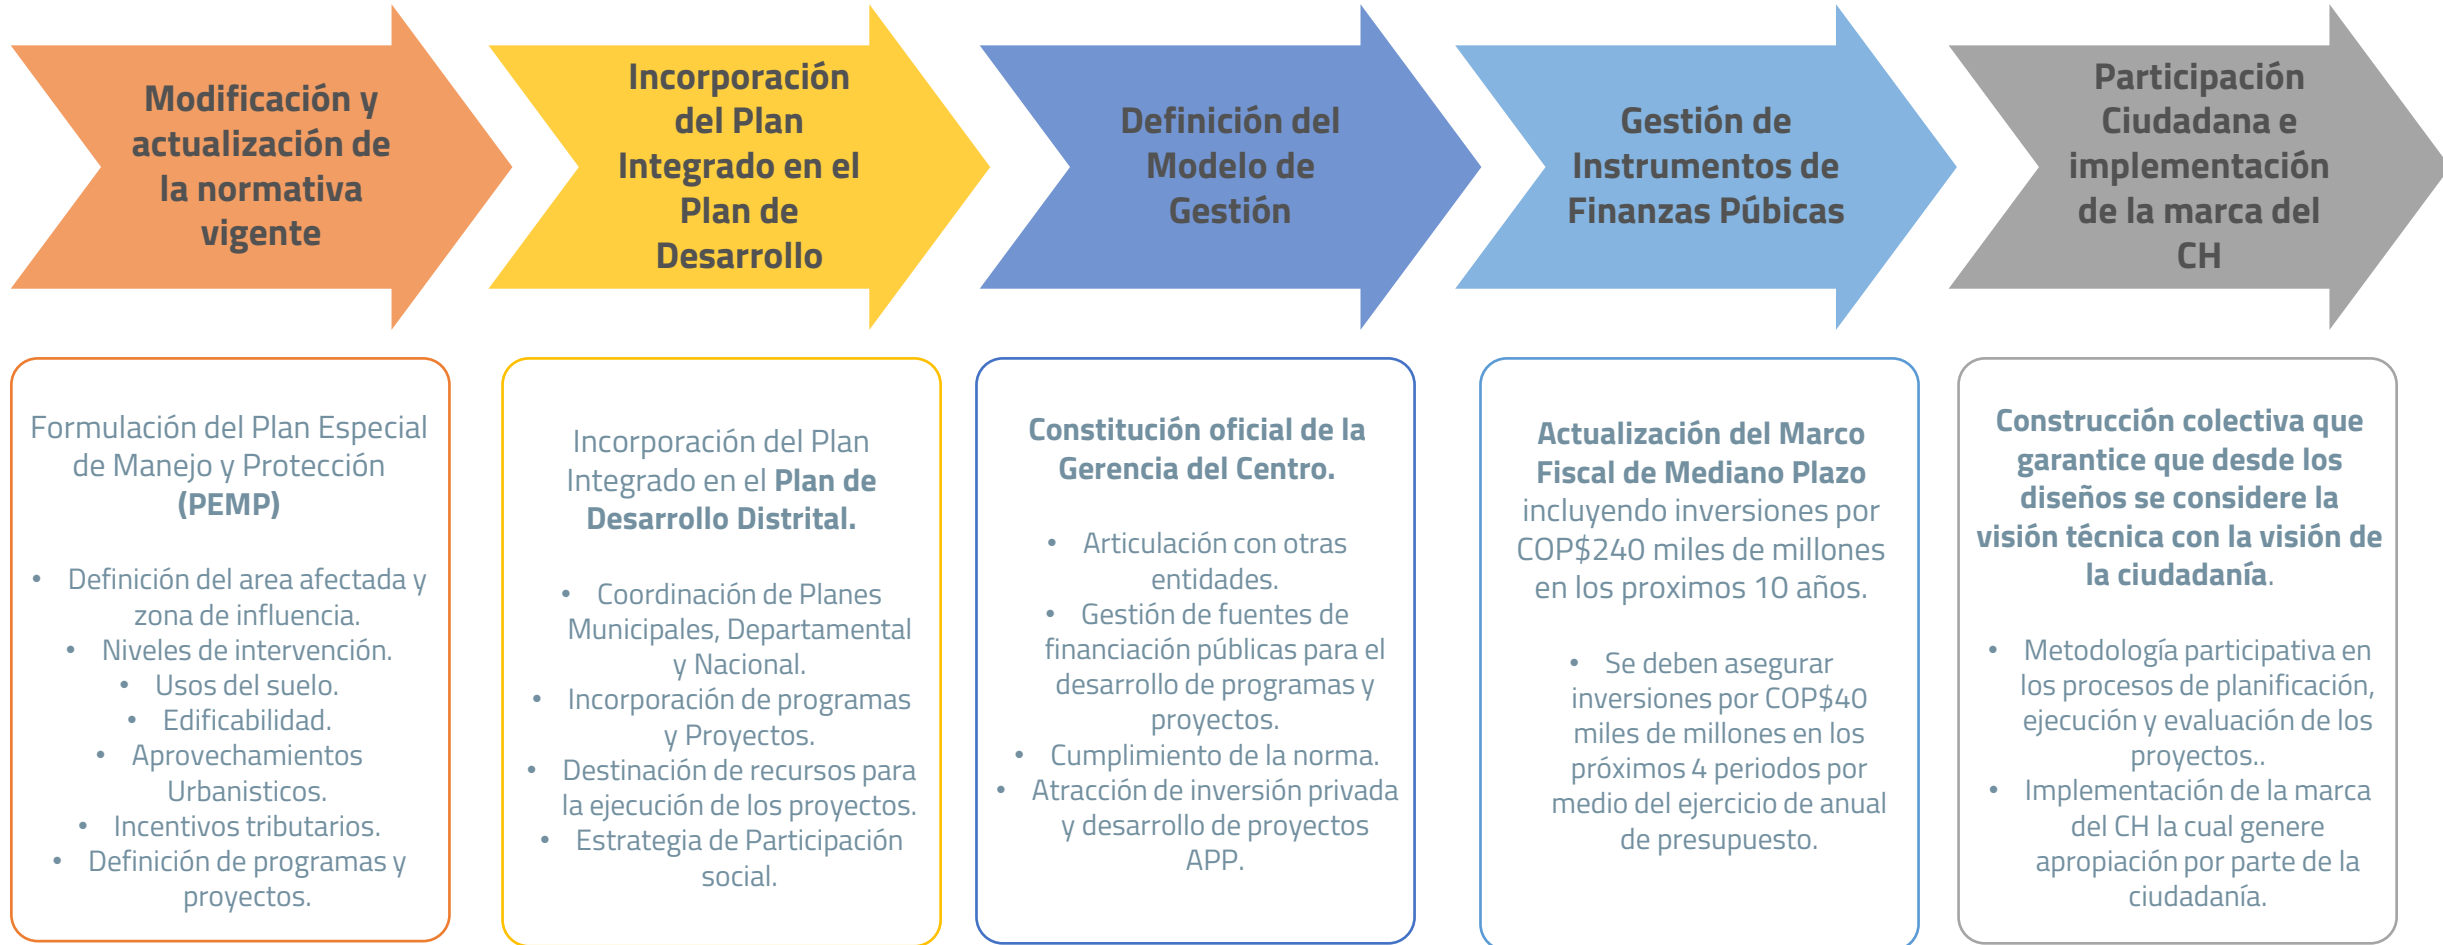 Modificación y
actualización de
la normativa
vigente
Incorporación
del Plan
Integrado en el
Plan de
Desarrollo
Definición del
Modelo de
Gestión
Gestión de
Instrumentos de
Finanzas Púbicas
Participación
Ciudadana e
implementación
de la marca del
CH
Formulación del Plan Especial
de Manejo y Protección
(PEMP)
• Definición del area afectada y
zona de influencia.
• Niveles de intervención.
• Usos del suelo.
• Edificabilidad.
• Aprovechamientos
Urbanisticos.
• Incentivos tributarios.
• Definición de programas y
proyectos.
Incorporación del Plan
Integrado en el Plan de
Desarrollo Distrital.
• Coordinación de Planes
Municipales, Departamental
y Nacional.
• Incorporación de programas
y Proyectos.
• Destinación de recursos para
la ejecución de los proyectos.
• Estrategia de Participación
social.
Constitución oficial de la
Gerencia del Centro.
• Articulación con otras
entidades.
• Gestión de fuentes de
financiación públicas para el
desarrollo de programas y
proyectos.
• Cumplimiento de la norma.
• Atracción de inversión privada
y desarrollo de proyectos
APP.
Actualización del Marco
Fiscal de Mediano Plazo
incluyendo inversiones por
COP$240 miles de millones
en los proximos 10 años.
• Se deben asegurar
inversiones por COP$40
miles de millones en los
próximos 4 periodos por
medio del ejercicio de anual
de presupuesto.
Construcción colectiva que
garantice que desde los
diseños se considere la
visión técnica con la visión de
la ciudadanía.
• Metodología participativa en
los procesos de planificación,
ejecución y evaluación de los
proyectos..
• Implementación de la marca
del CH la cual genere
apropiación por parte de la
ciudadanía.